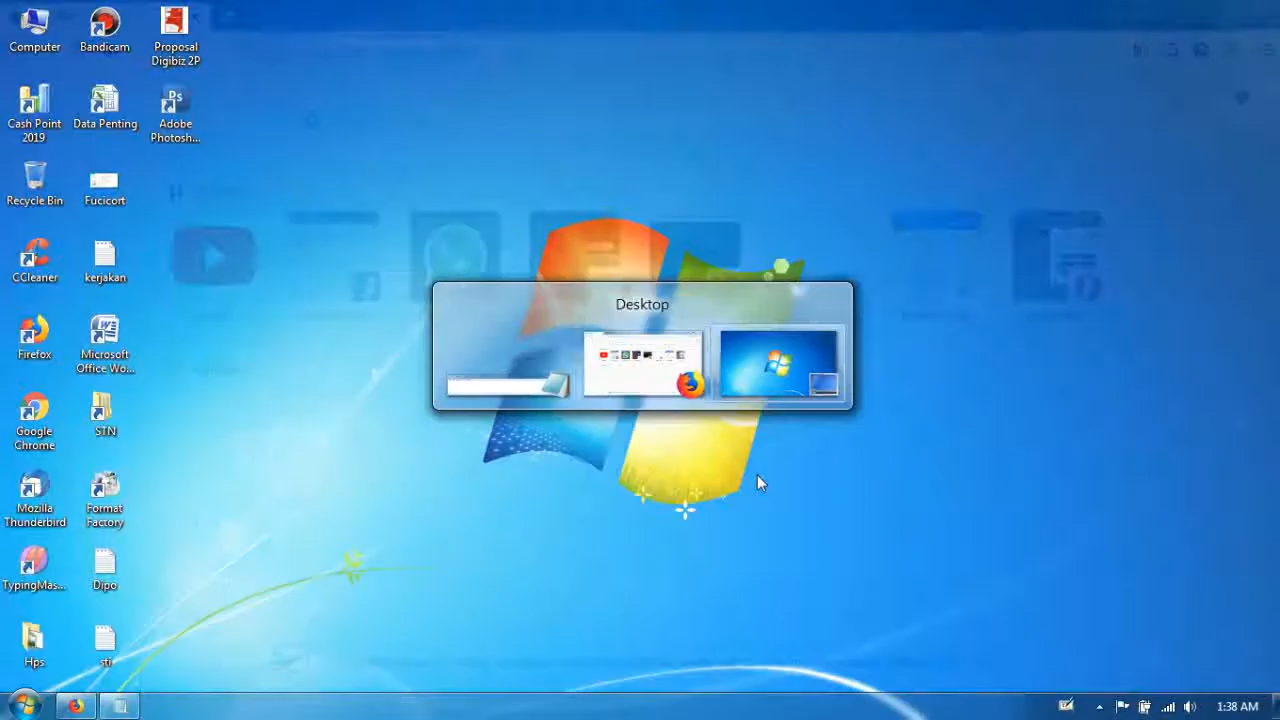 Computer
Bandicam
Proposal
Digibiz 2P
Cash Point
2019
Data Penting
Adobe
Photosh...
Recycle Bin
Fucicort
CCleaner
kerjakan
Firefox
Microsoft
Office Wo...
Google
Chrome
STN
Mozilla
Thunderbird
Format
Factory
TypingMas...
Dipo
Hps
sti
Desktop
Ps
1:38 AM